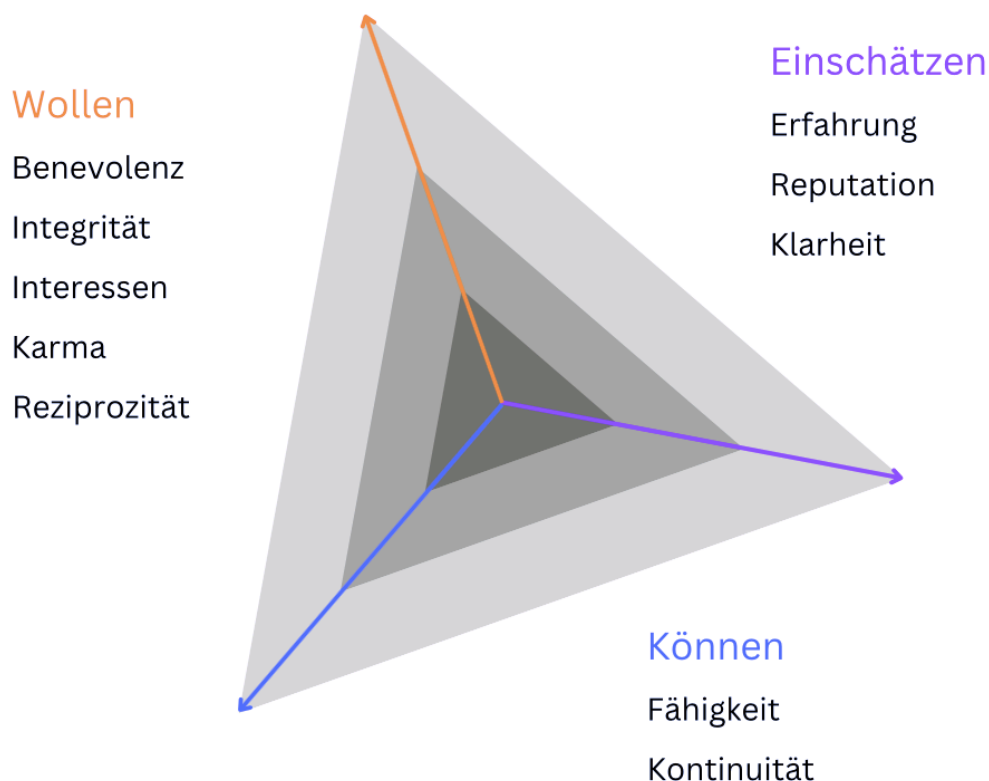 Wollen
Benevolenz
Integrität
Interessen
Karma
Reziprozität
Einschätzen
Erfahrung
Reputation
Klarheit
Können
Fähigkeit
Kontinuität